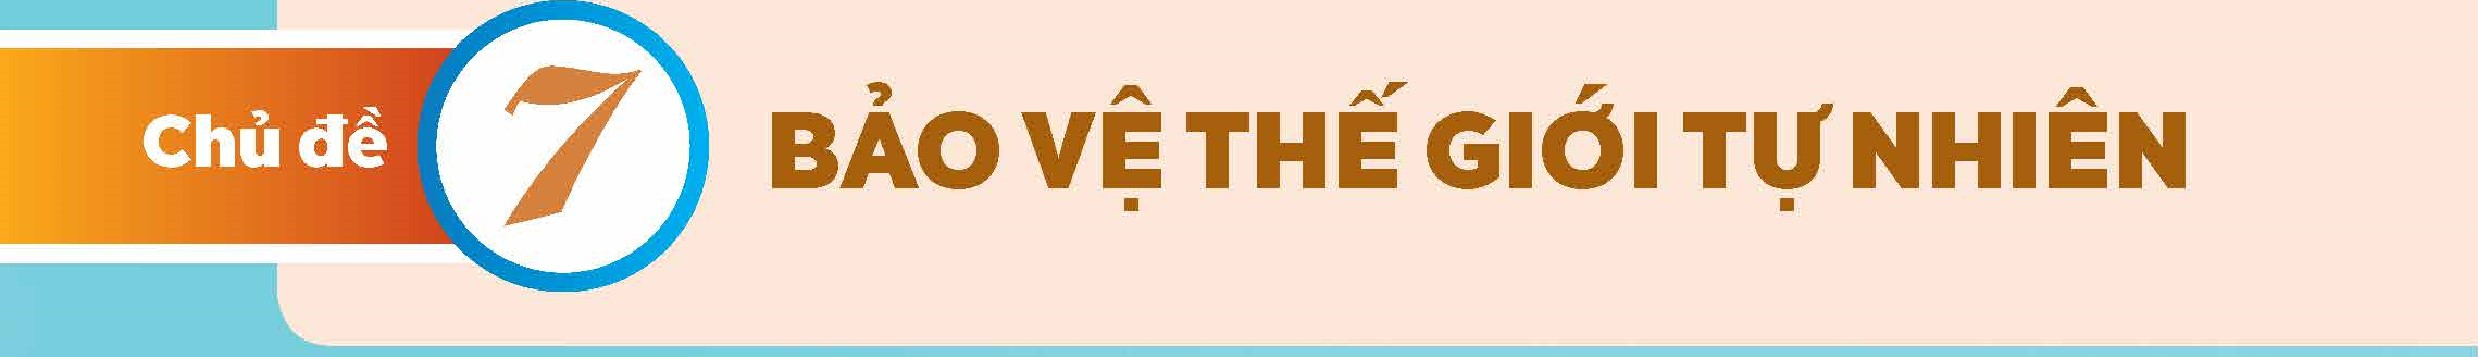 Chủ đề 7 BẢO VỆ THẾ GIỚI TỰ NHIÊN